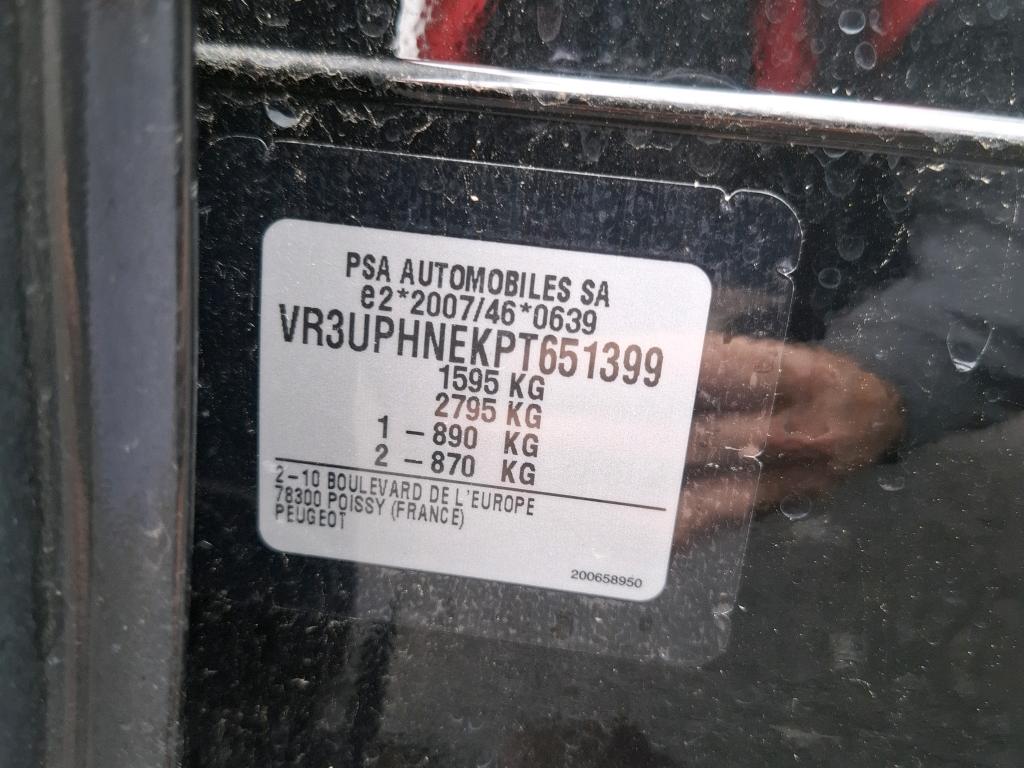 PSA AUTOMOBILES SA
e2*2007/46*0639
VR3UPHNEKPT651399
1595 KG
2795 KG
1 – 890 KG
2 – 870 KG
2–10 BOULEVARD DE L'EUROPE
78300 POISSY (FRANCE)
PEUGEOT
200658950